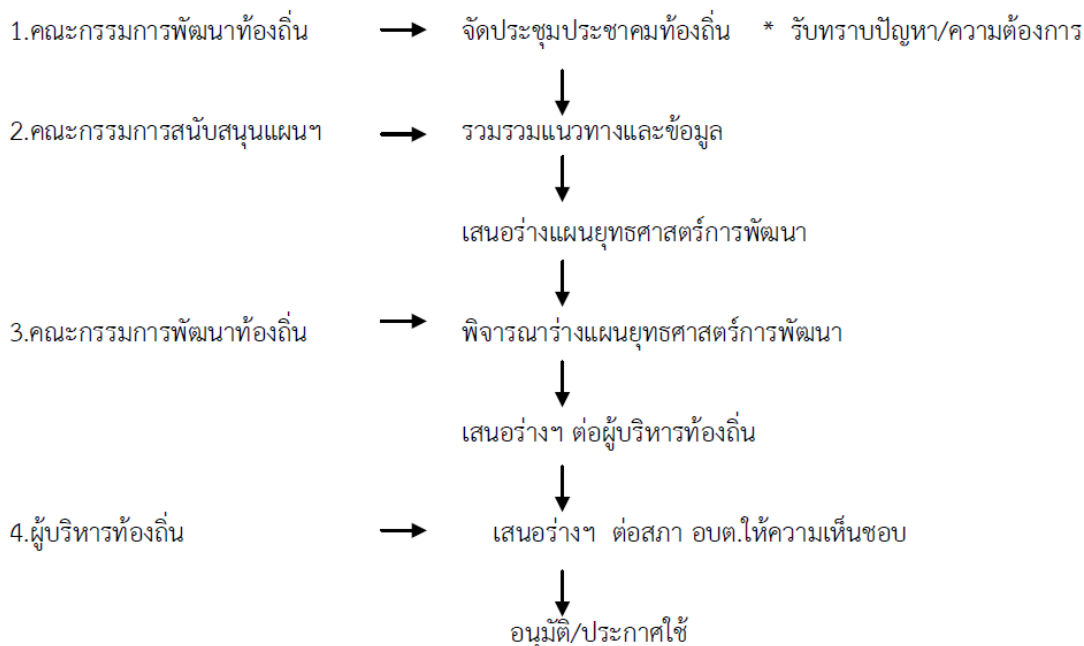 1.คณะกรรมการพัฒนาท้องถิ่น จัดประชุมประชาคมท้องถิ่น * รับทราบปัญหา/ความต้องการ
2.คณะกรรมการสนับสนุนแผนฯ รวมรวมแนวทางและข้อมูล
เสนอร่างแผนยุทธศาสตร์การพัฒนา
3.คณะกรรมการพัฒนาท้องถิ่น พิจารณาร่างแผนยุทธศาสตร์การพัฒนา
เสนอร่างฯ ต่อผู้บริหารท้องถิ่น
4.ผู้บริหารท้องถิ่น เสนอร่างฯ ต่อสภา อบต.ให้ความเห็นชอบ
อนุมัติ/ประกาศใช้